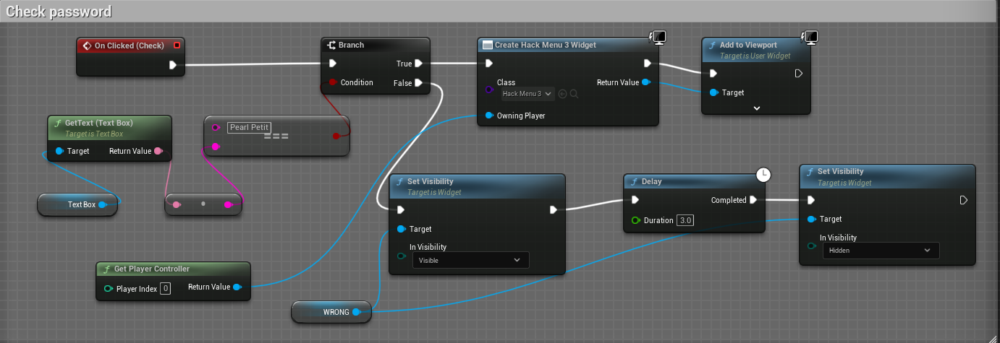 Check password
On Clicked (Check)
Branch
True
Condition
False
Create Hack Menu 3 Widget
Class
Hack Menu 3
Return Value
Owning Player
Add to Viewport
Target is User Widget
Target
GetText (Text Box)
Target is Text Box
Target
Return Value
Pearl Petit
===
Text Box
Set Visibility
Target is Widget
Target
In Visibility
Visible
Delay
Completed
Duration
3.0
Set Visibility
Target is Widget
Target
In Visibility
Hidden
Get Player Controller
Player Index
0
Return Value
WRONG